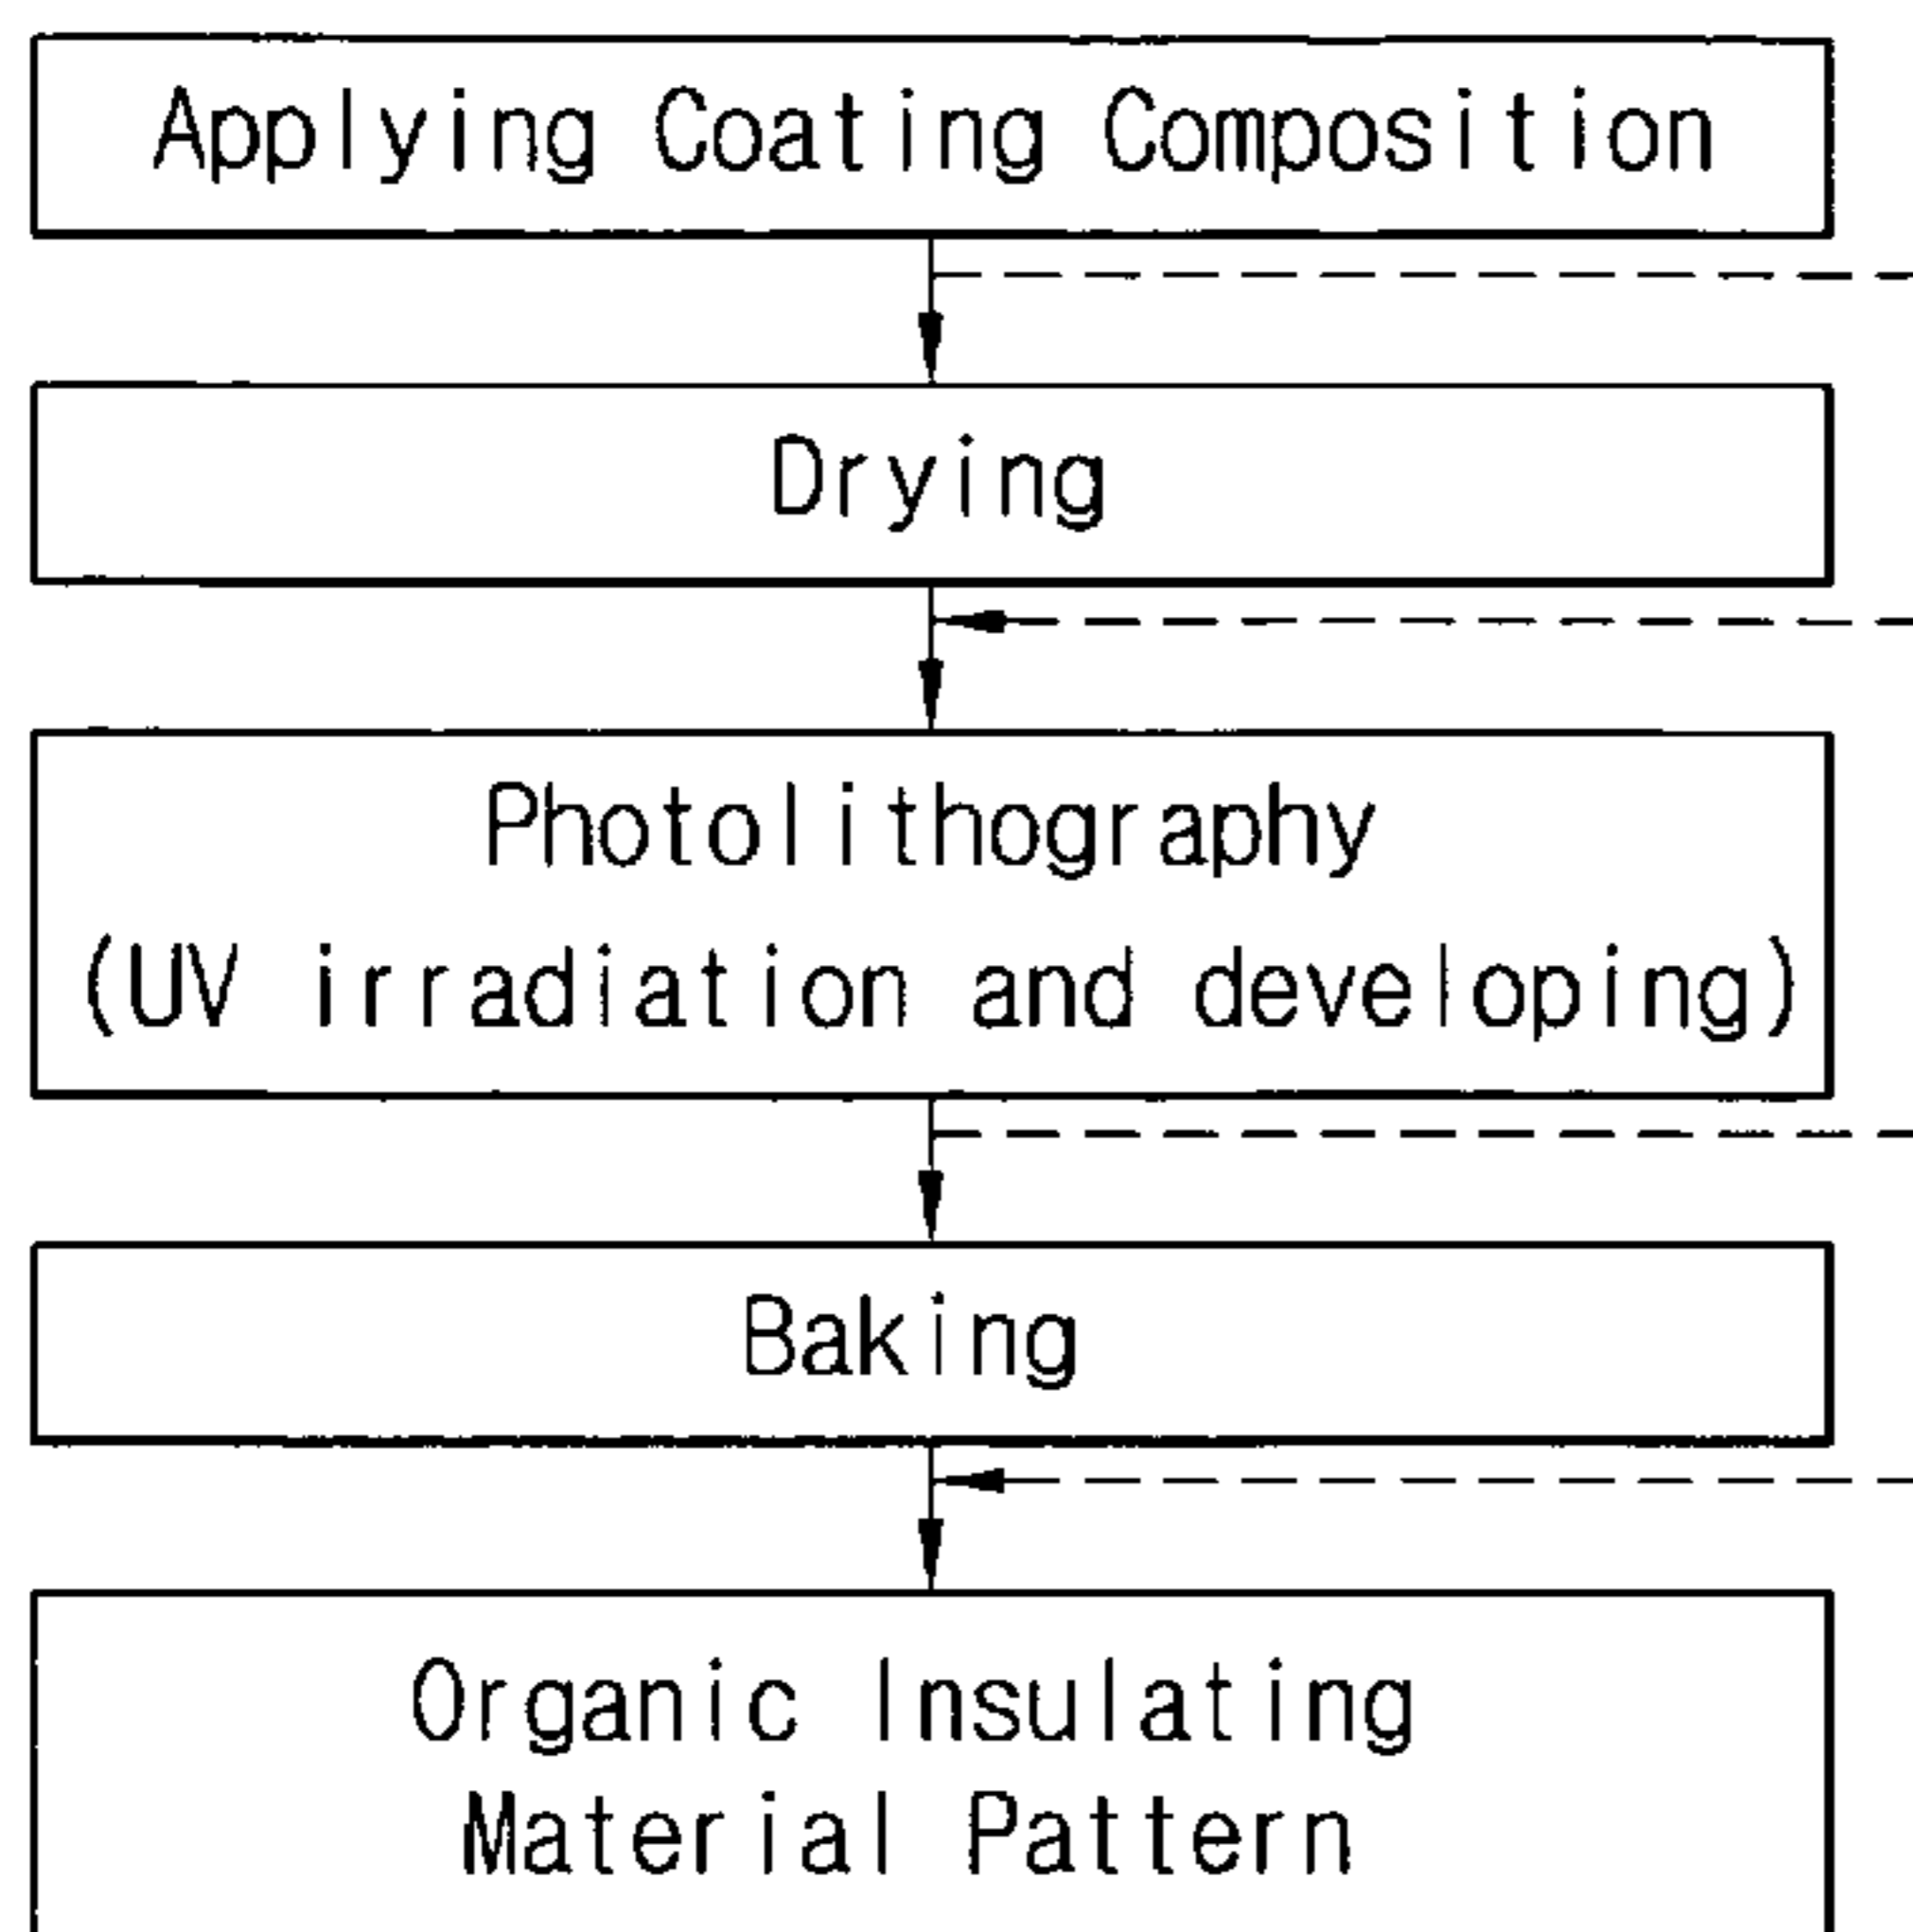 Applying Coating Composition
Drying
Photolithography
(UV irradiation and developing)
Baking
Organic Insulating
Material Pattern